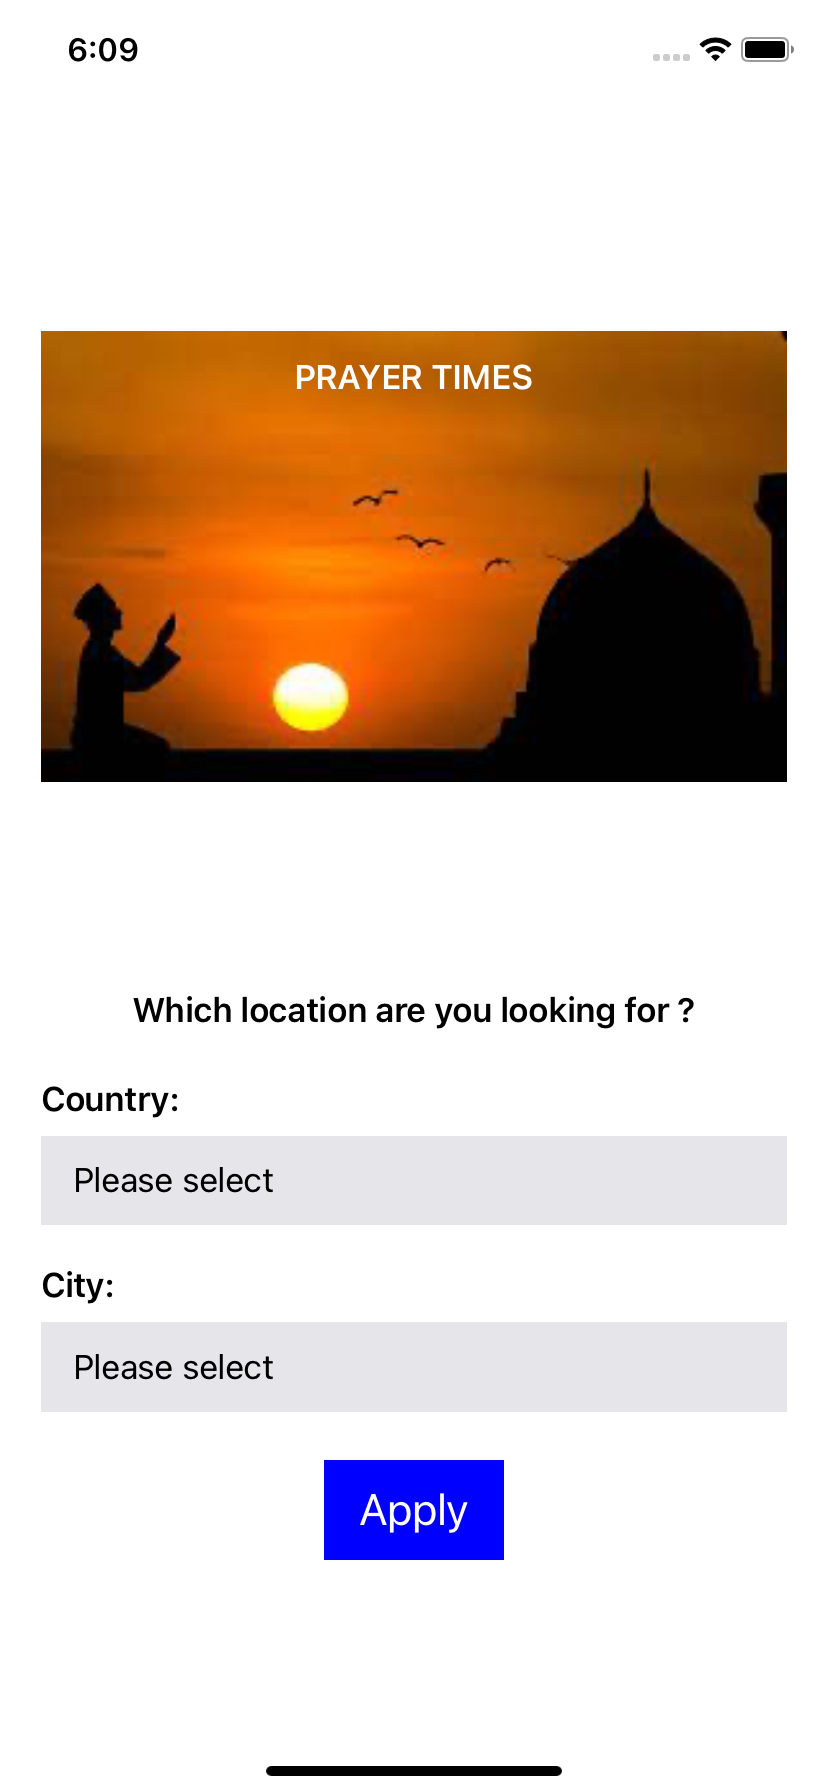 6:09
PRAYER TIMES
Which location are you looking for ?
Country:
Please select
City:
Please select
Apply